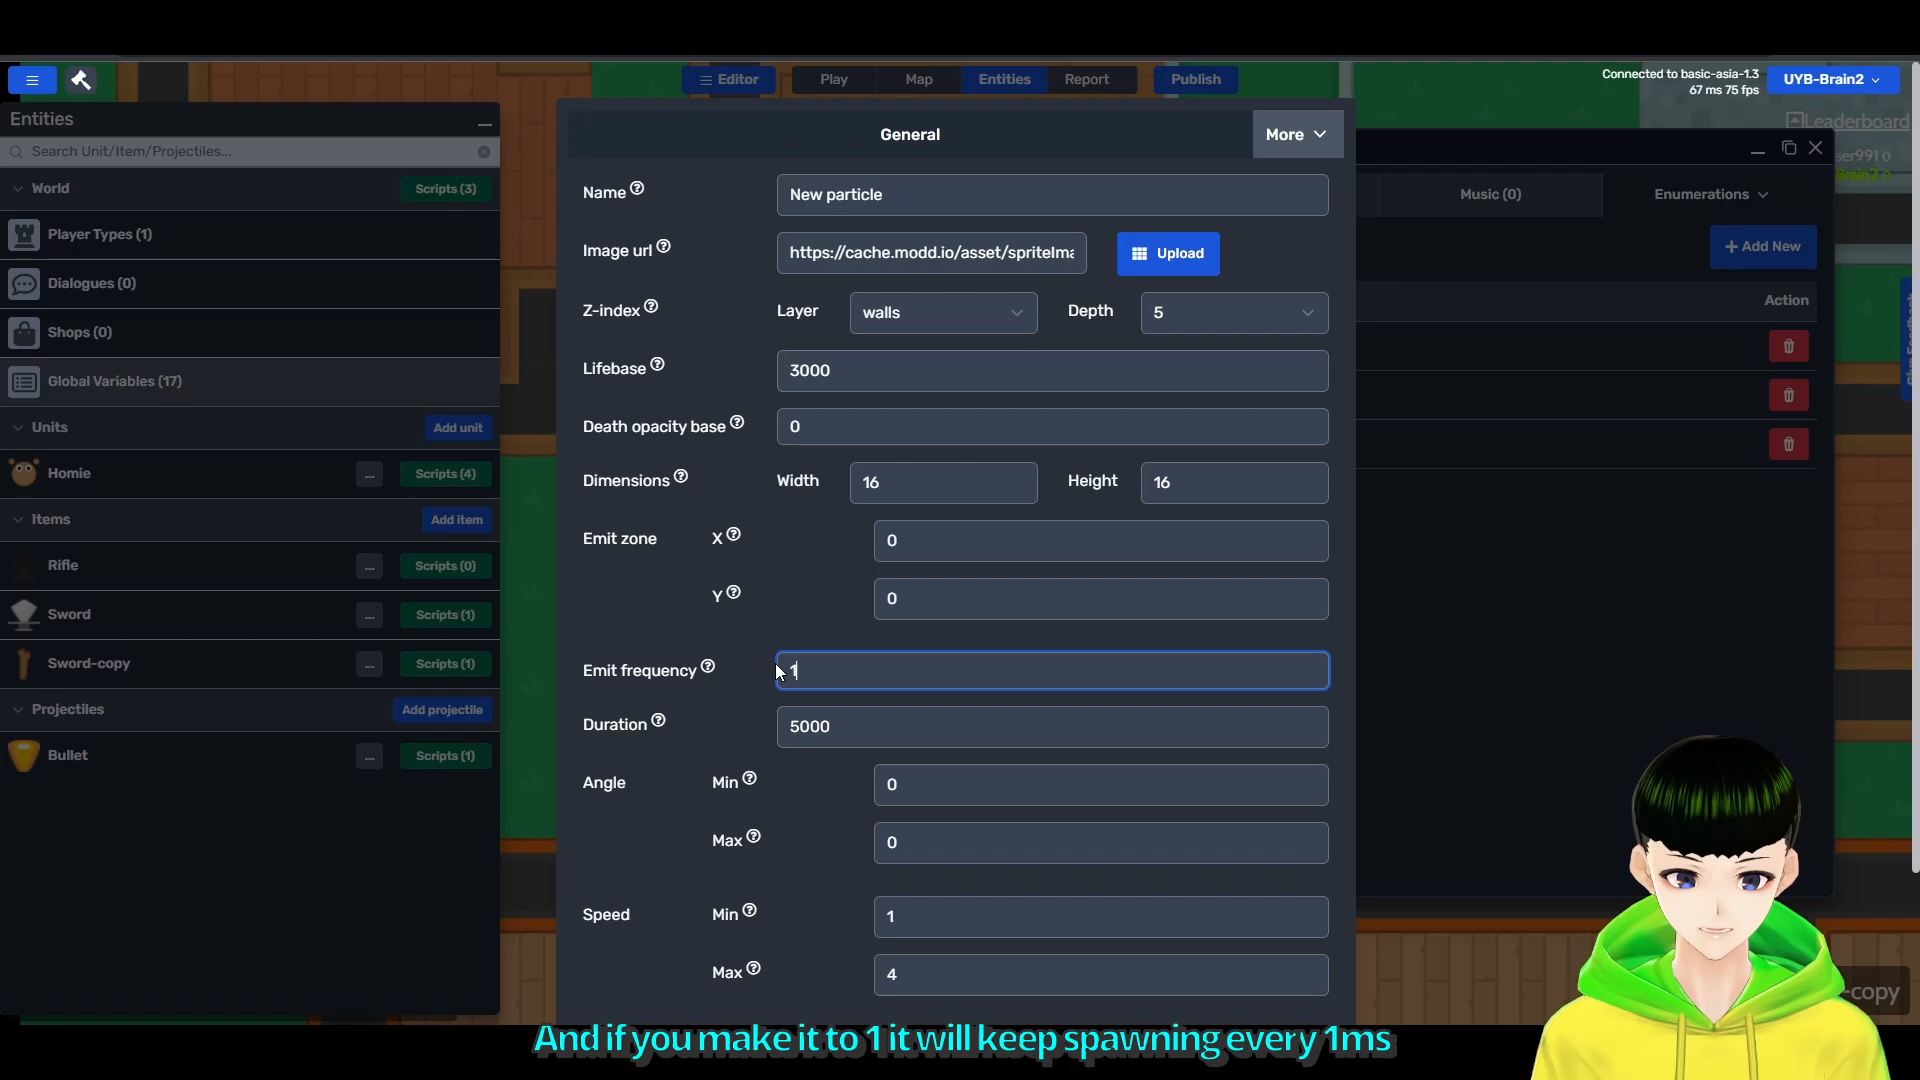 Editor
Play
Map
Entities
Report
Publish
Connected to basic-asia-1.3
67 ms 75 fps
UYB-Brain2
Leaderboard
Entities
Search Unit/Item/Projectiles...
World
Scripts (3)
Player Types (1)
Dialogues (0)
Shops (0)
Global Variables (17)
Units
Add unit
Homie
...
Scripts (4)
Items
Add item
Rifle
...
Scripts (0)
Sword
...
Scripts (1)
Sword-copy
...
Scripts (1)
Projectiles
Add projectile
Bullet
...
Scripts (1)
General
More
Name
New particle
Image url
https://cache.modd.io/asset/spriteIma
Upload
Z-index
Layer
walls
Depth
5
Lifebase
3000
Death opacity base
0
Dimensions
Width
16
Height
16
Emit zone
X
0
Y
0
Emit frequency
1
Duration
5000
Angle
Min
0
Max
0
Speed
Min
1
Max
4
Music (0)
Enumerations
+ Add New
Action
-copy
And if you make it to 1 it will keep spawning every 1ms